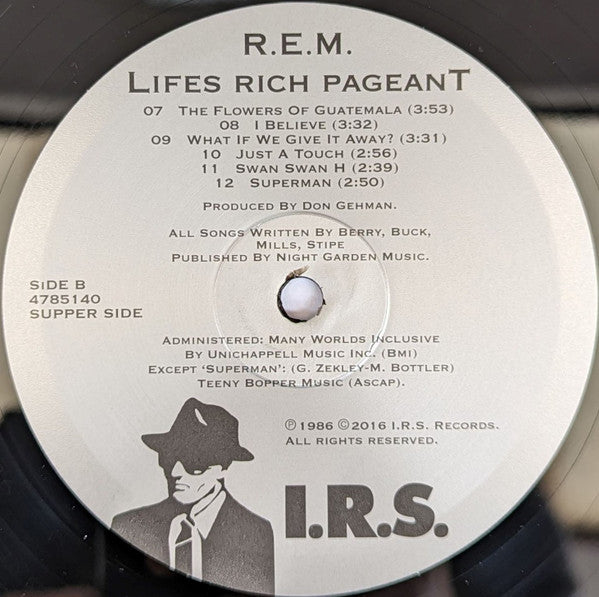 R.E.M.
LIFES RICH PAGEANT
07 THE FLOWERS OF GUATEMALA (3:53)
08 I BELIEVE (3:32)
09 WHAT IF WE GIVE IT AWAY? (3:31)
10 JUST A TOUCH (2:56)
11 SWAN SWAN H (2:39)
12 SUPERMAN (2:50)
PRODUCED BY DON GEHMAN.
ALL SONGS WRITTEN BY BERRY, BUCK,
MILLS, STIPE
PUBLISHED BY NIGHT GARDEN MUSIC.
SiDE B
4785140
SUPPER SIDE
ADMINISTERED: MANY WORLDS INCLUSIVE
BY UNICHAPPELL MUSIC INC. (BMI)
EXCEPT ‘SUPERMAN’: (G. ZEKLEY-M. BOTTLER)
TEENY BOPPER MUSIC (ASCAP).
℗1986 ©2016 I.R.S. RECORDS.
ALL RIGHTS RESERVED.
I.R.S.